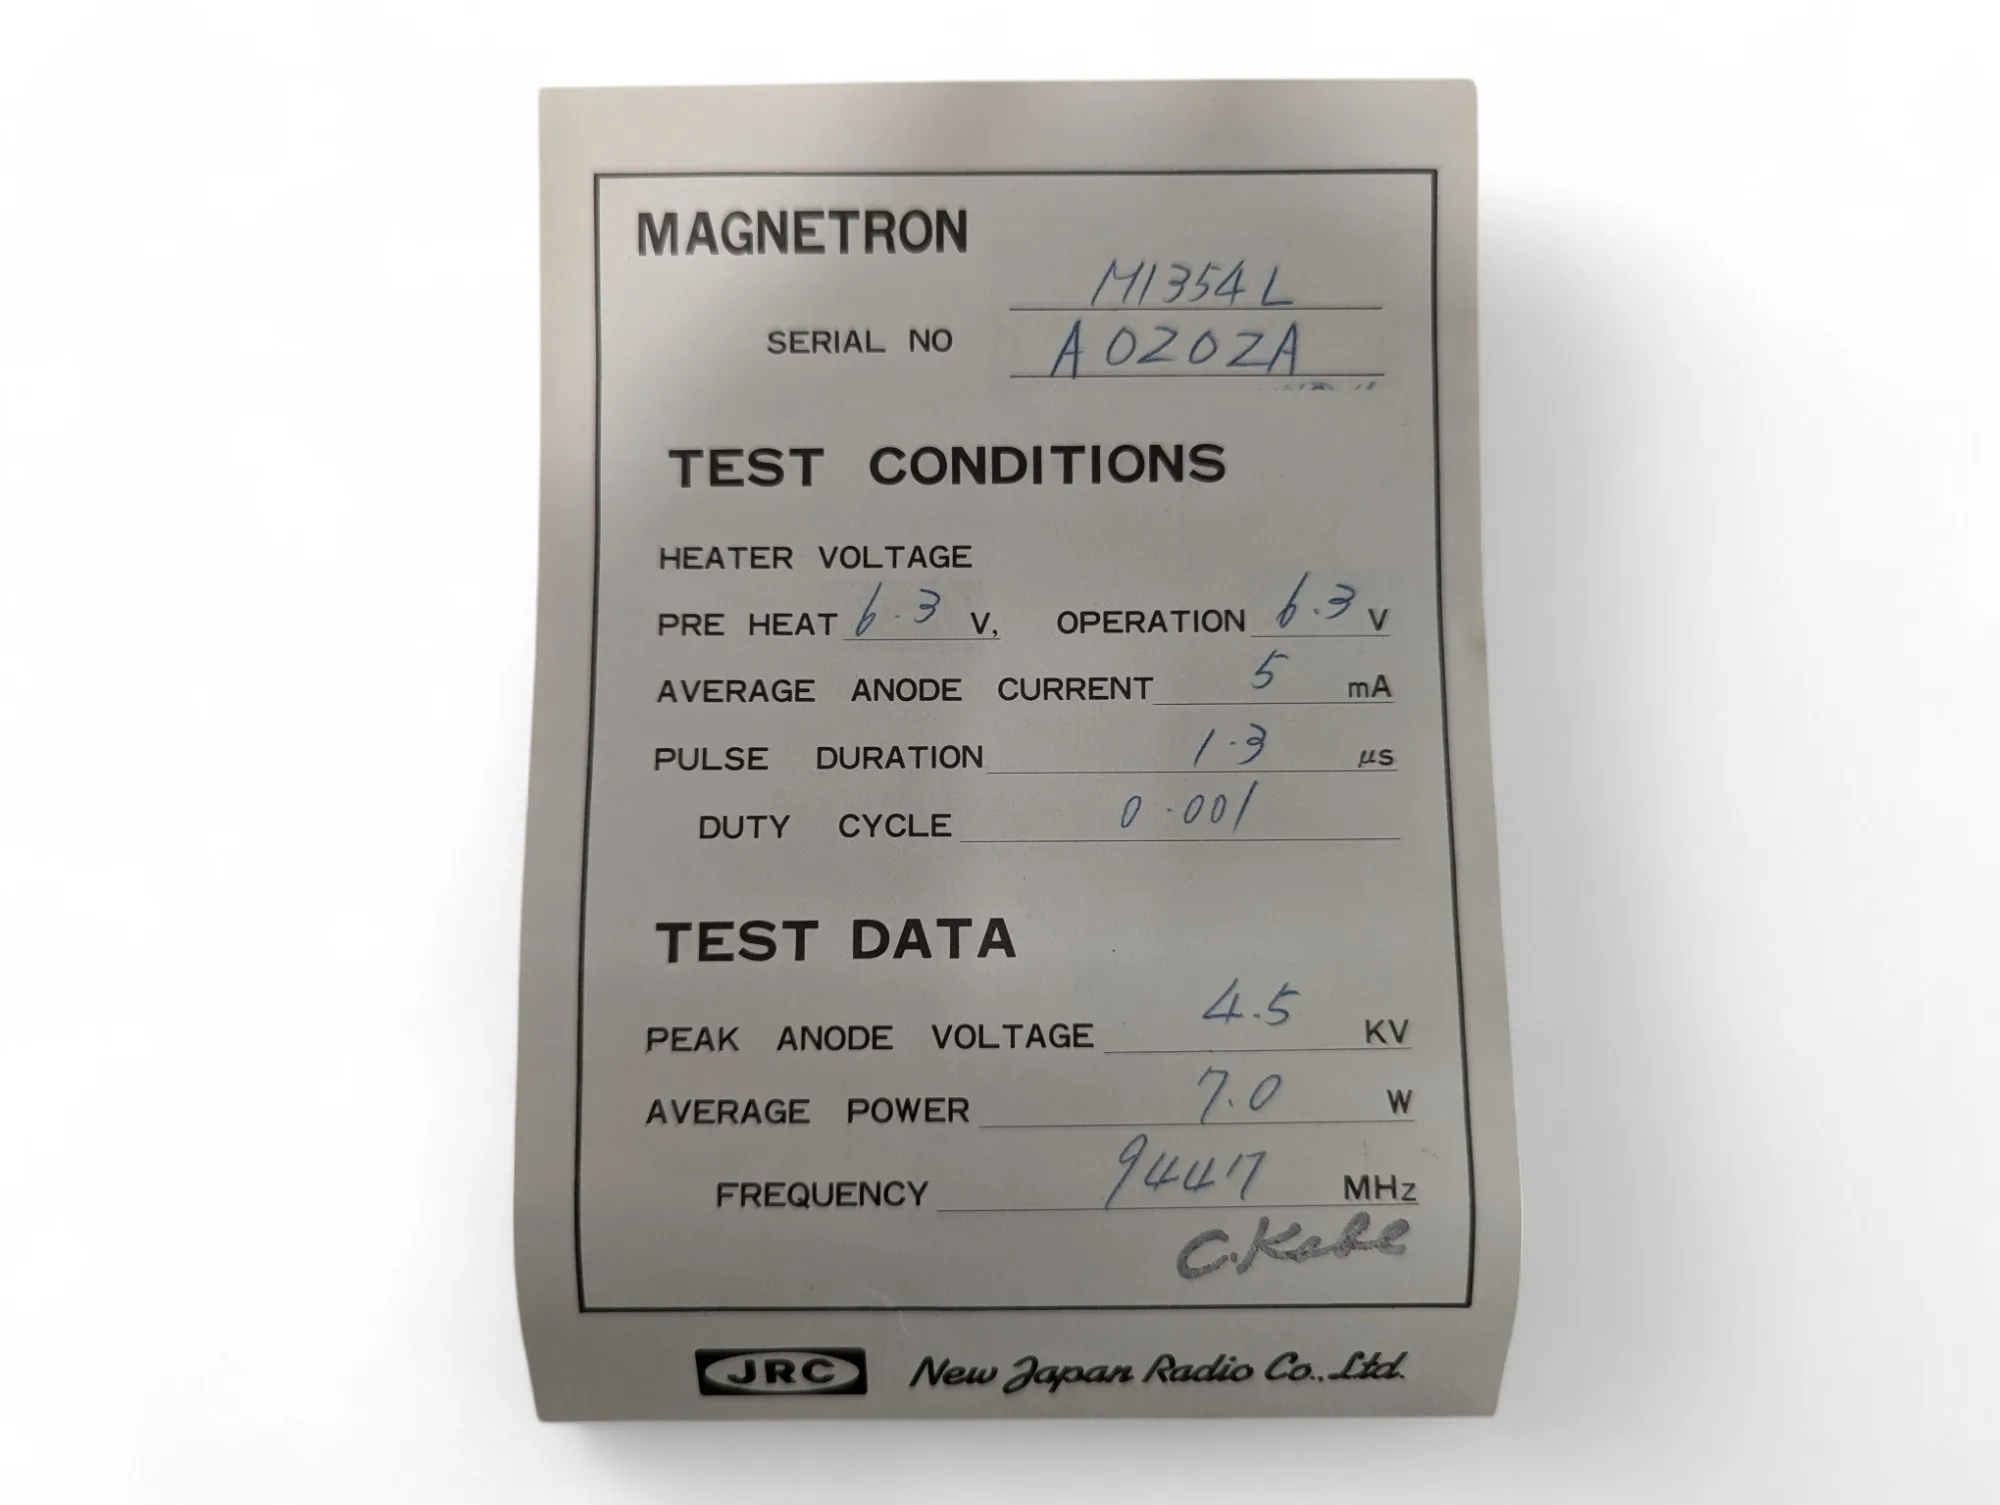 MAGNETRON
M1354L
SERIAL NO A0202A
TEST CONDITIONS
HEATER VOLTAGE
PRE HEAT 6.3 V, OPERATION 6.3 V
AVERAGE ANODE CURRENT 5 mA
PULSE DURATION 1.3 μs
DUTY CYCLE 0.001
TEST DATA
PEAK ANODE VOLTAGE 4.5 KV
AVERAGE POWER 7.0 W
FREQUENCY 9447 MHz
JRC New Japan Radio Co., Ltd.